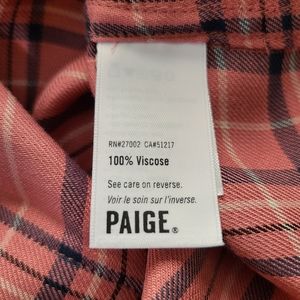 RN#27002 CA#51217
100% Viscose
See care on reverse.
Voir le soin sur l'inverse.
PAIGE®